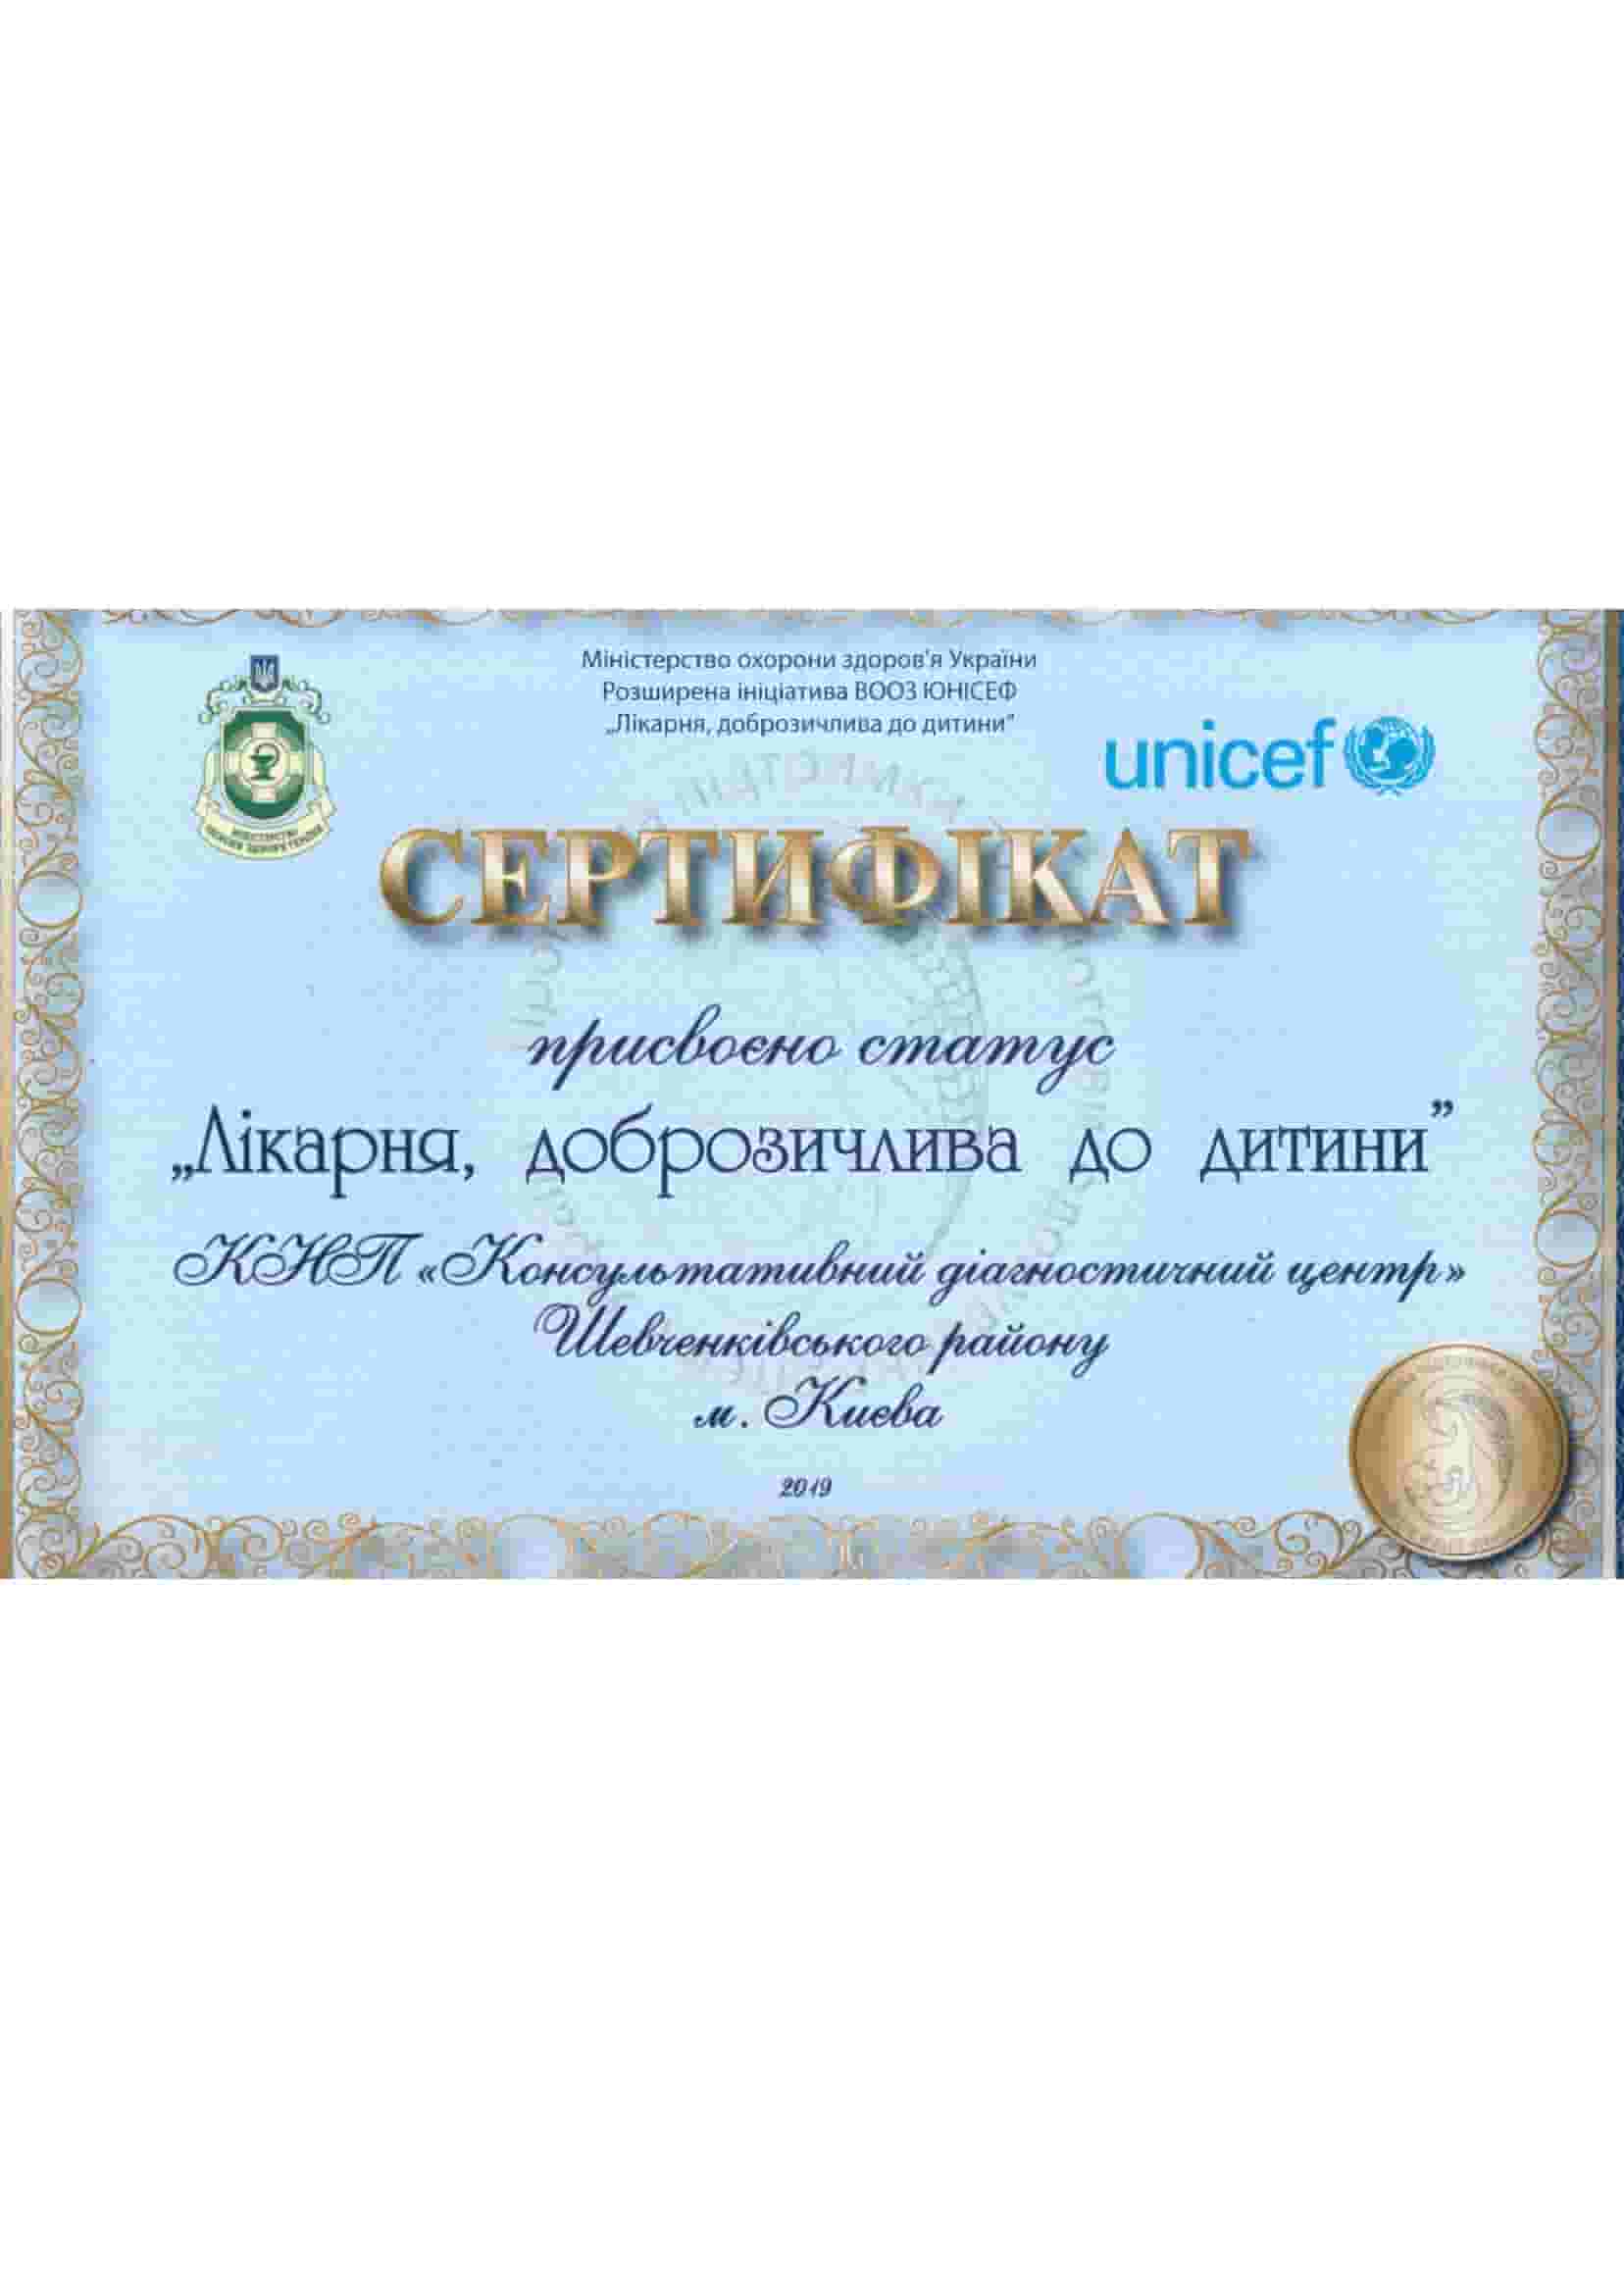 Міністерство охорони здоров'я України
Розширена ініціатива ВООЗ ЮНІСЕФ
„Лікарня, доброзичлива до дитини"
unicef
СЕРТИФІКАТ
присвоєно статус
„Лікарня, доброзичлива до дитини”
КНП «Консультативний діагностичний центр»
Шевченківського району
м. Києва
2019